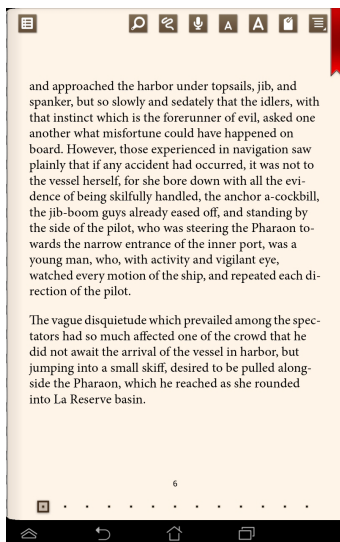 A
A
and approached the harbor under topsails, jib, and
spanker, but so slowly and sedately that the idlers, with
that instinct which is the forerunner of evil, asked one
another what misfortune could have happened on
board. However, those experienced in navigation saw
plainly that if any accident had occurred, it was not to
the vessel herself, for she bore down with all the evi-
dence of being skilfully handled, the anchor a-cockbill,
the jib-boom guys already eased off, and standing by
the side of the pilot, who was steering the Pharaon to-
wards the narrow entrance of the inner port, was a
young man, who, with activity and vigilant eye,
watched every motion of the ship, and repeated each di-
rection of the pilot.
The vague disquietude which prevailed among the spec-
tators had so much affected one of the crowd that he
did not await the arrival of the vessel in harbor, but
jumping into a small skiff, desired to be pulled along-
side the Pharaon, which he reached as she rounded
into La Reserve basin.
6